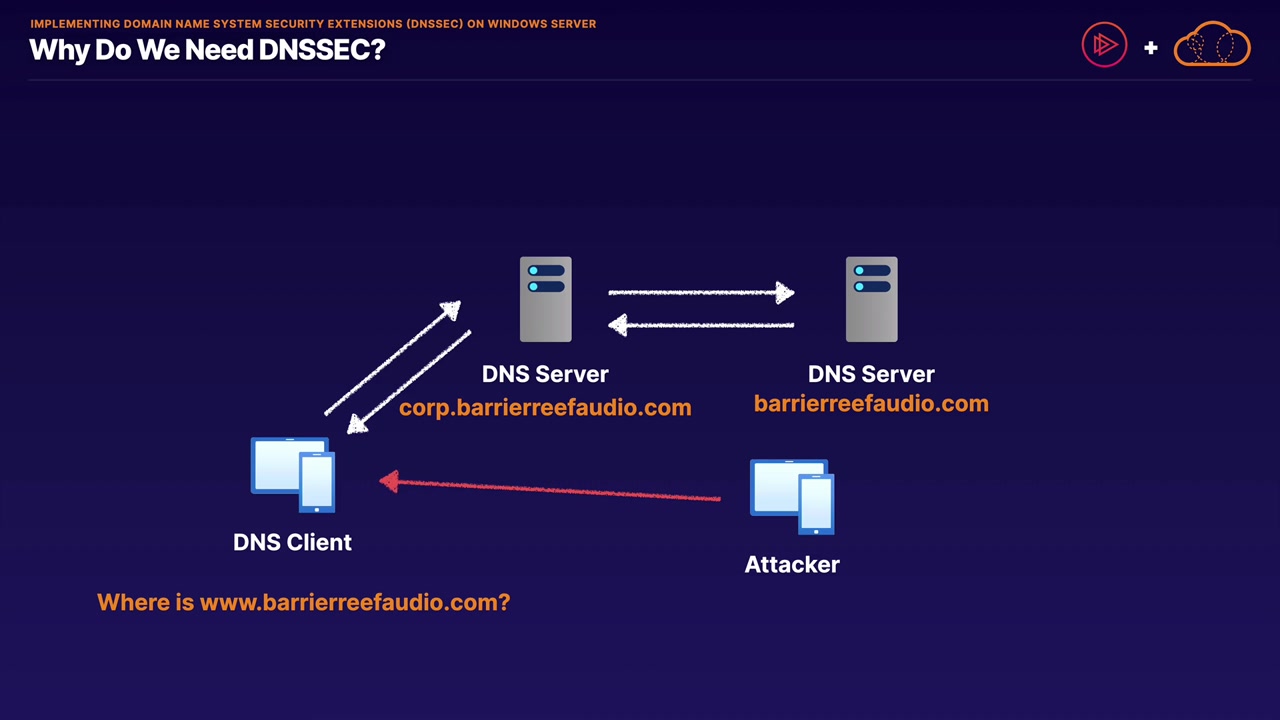 IMPLEMENTING DOMAIN NAME SYSTEM SECURITY EXTENSIONS (DNSSEC) ON WINDOWS SERVER
Why Do We Need DNSSEC?
+
DNS Server
corp.barrierreefaudio.com
DNS Server
barrierreefaudio.com
DNS Client
Attacker
Where is www.barrierreefaudio.com?